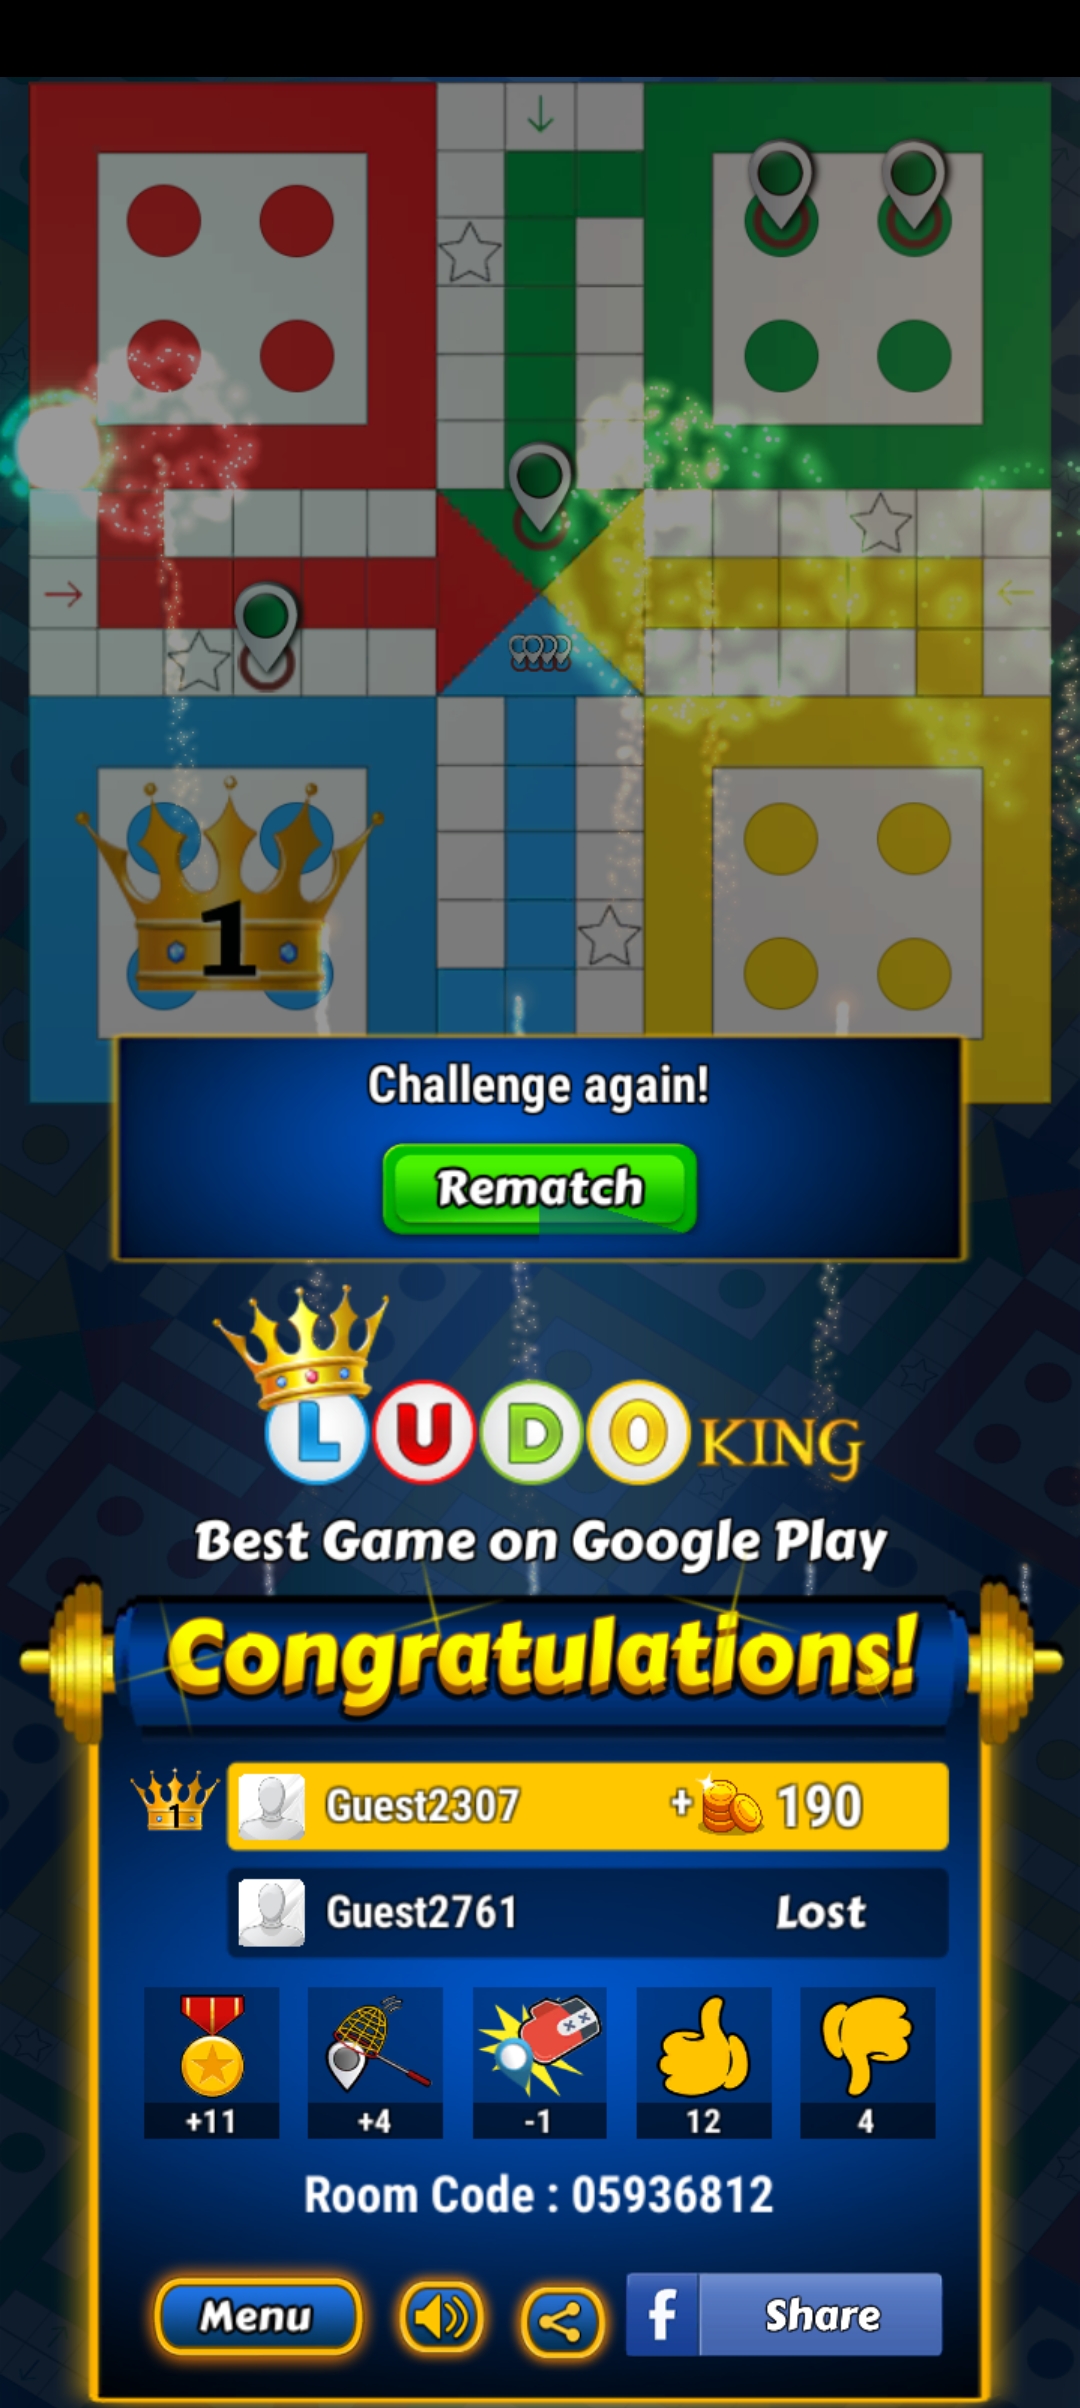 1
Challenge again!
Rematch
LUDO KING
Best Game on Google Play
Congratulations!
1 Guest2307 + 190
Guest2761 Lost
+11 +4 -1 12 4
Room Code : 05936812
Menu f Share